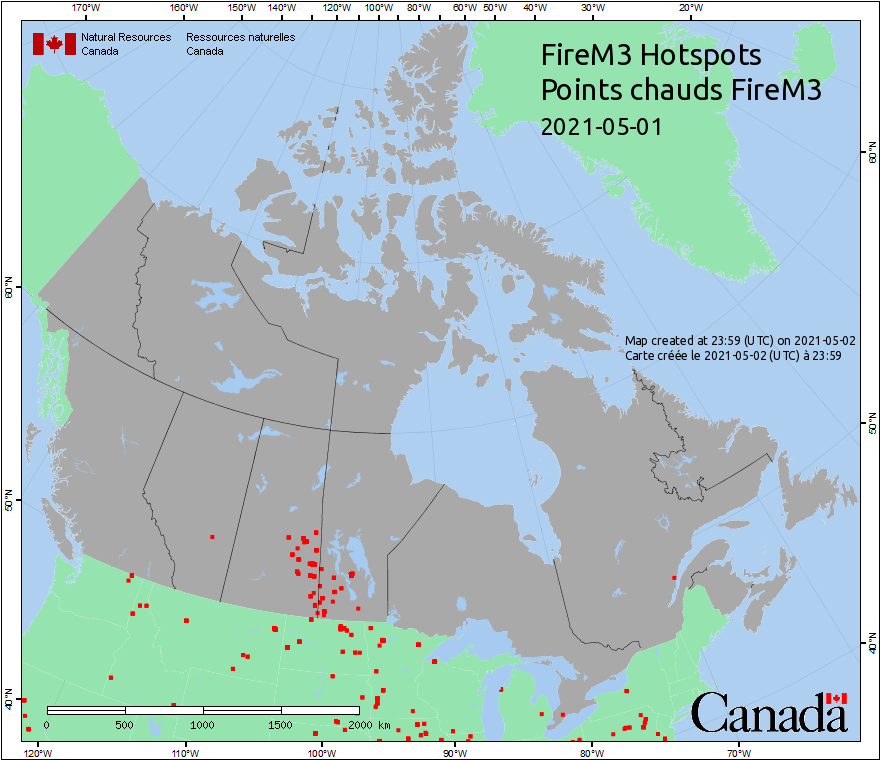 170°W 160°W 150°W 140°W 130°W 120°W 110°W 100°W 90°W 80°W 70°W 60°W 50°W 40°W 30°W 20°W
Natural Resources Canada
Ressources naturelles Canada
FireM3 Hotspots
Points chauds FireM3
2021-05-01
60°N
60°N
Map created at 23:59 (UTC) on 2021-05-02
Carte créée le 2021-05-02 (UTC) à 23:59
50°N
50°N
40°N
40°N
Canada
0 500 1000 1500 2000 km
120°W 110°W 100°W 90°W 80°W 70°W